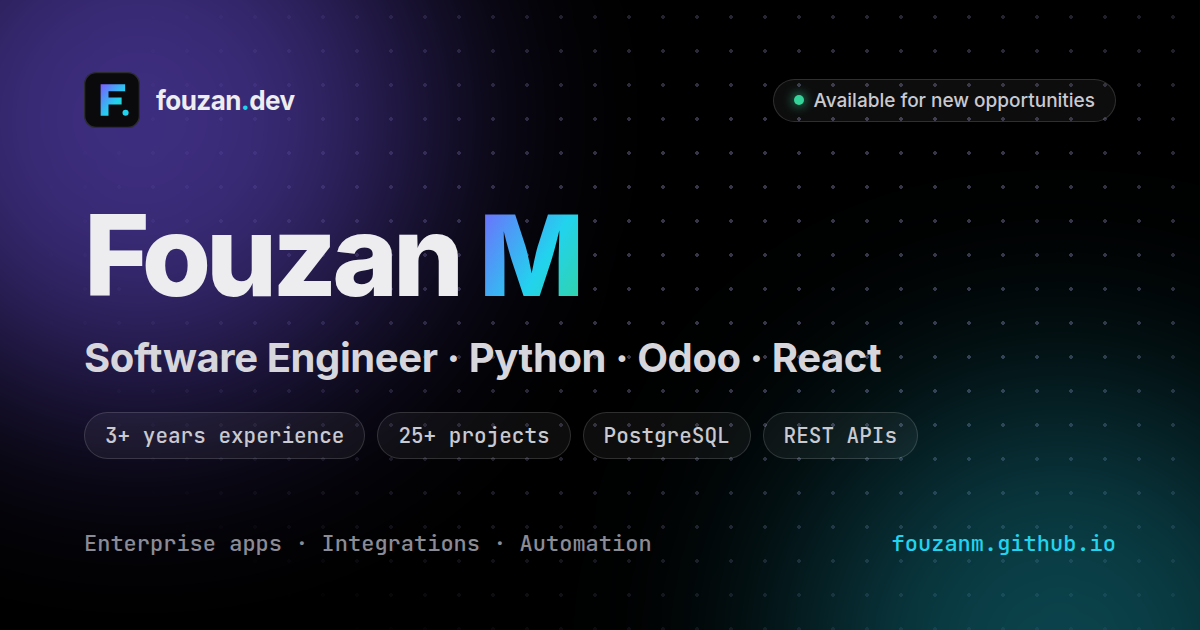 F.
fouzan.dev
Available for new opportunities
Fouzan M
Software Engineer · Python · Odoo · React
3+ years experience
25+ projects
PostgreSQL
REST APIs
Enterprise apps · Integrations · Automation
fouzanm.github.io